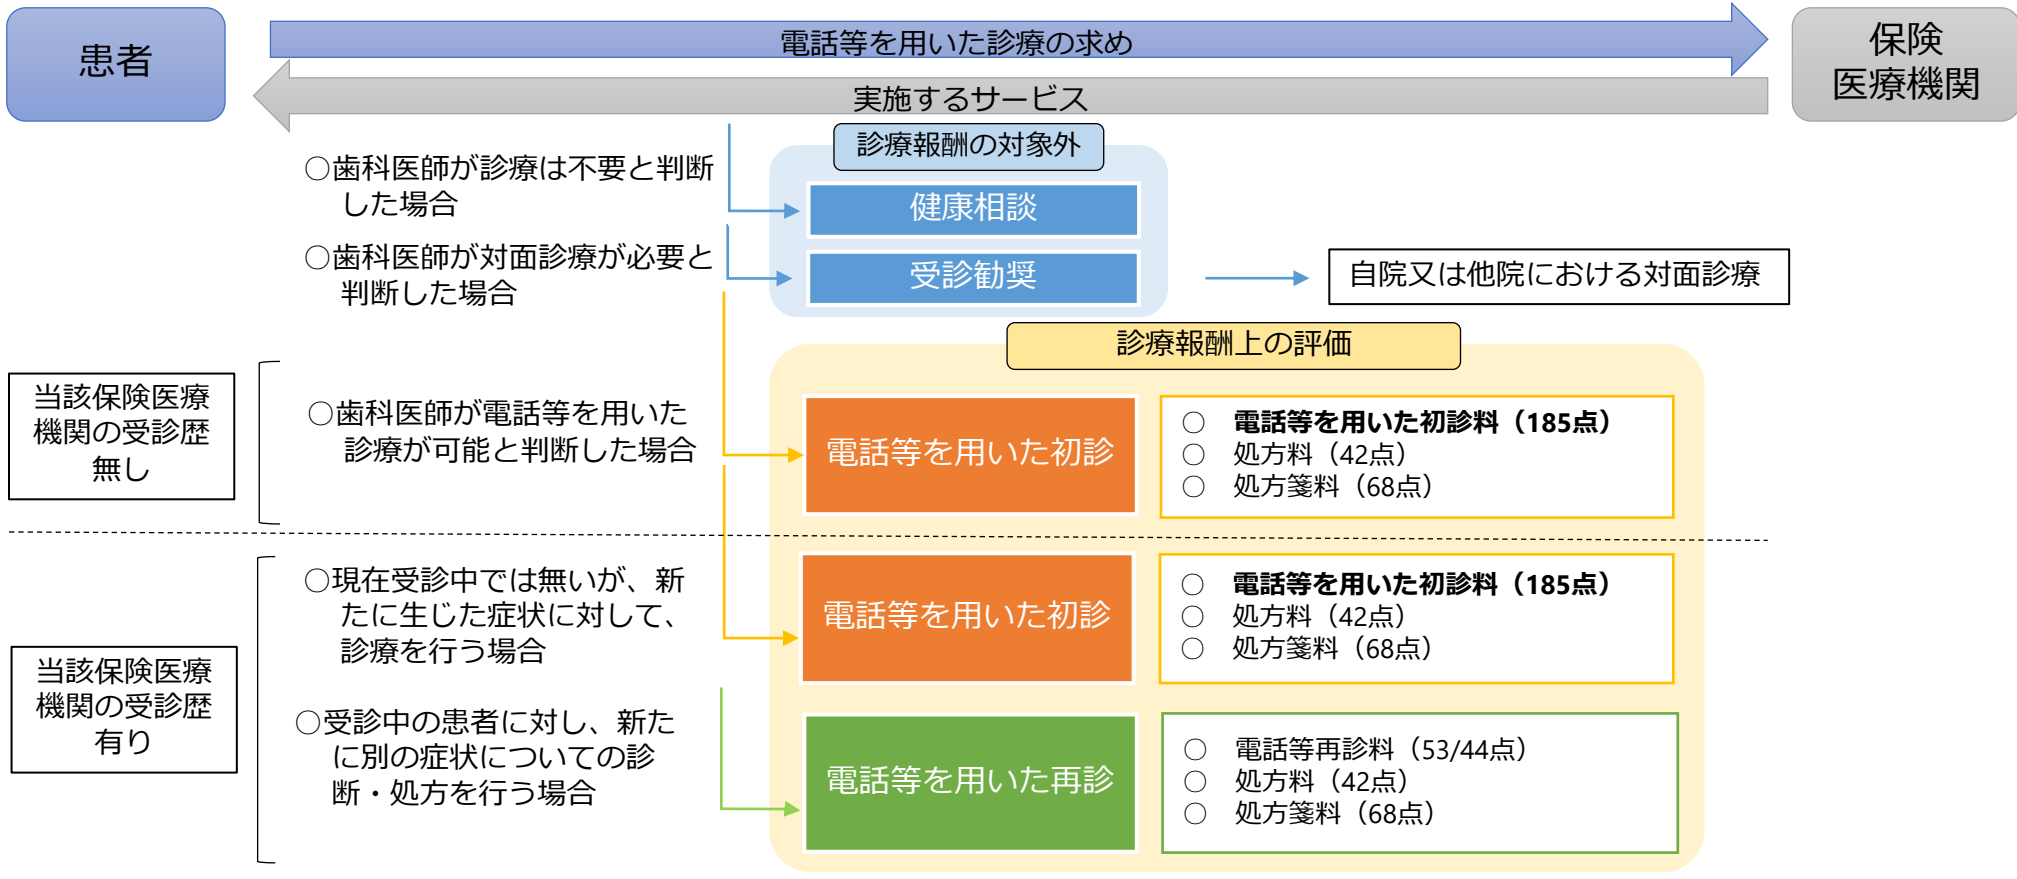 患者
電話等を用いた診療の求め
保険
医療機関
実施するサービス
診療報酬の対象外
○歯科医師が診療は不要と判断
した場合
健康相談
○歯科医師が対面診療が必要と
判断した場合
受診勧奨
自院又は他院における対面診療
診療報酬上の評価
当該保険医療
機関の受診歴
無し
○歯科医師が電話等を用いた
診療が可能と判断した場合
電話等を用いた初診
○ 電話等を用いた初診料（185点）
○ 処方料（42点）
○ 処方箋料（68点）
当該保険医療
機関の受診歴
有り
○現在受診中では無いが、新
たに生じた症状に対して、
診療を行う場合
電話等を用いた初診
○ 電話等を用いた初診料（185点）
○ 処方料（42点）
○ 処方箋料（68点）
○受診中の患者に対し、新た
に別の症状についての診
断・処方を行う場合
電話等を用いた再診
○ 電話等再診料（53/44点）
○ 処方料（42点）
○ 処方箋料（68点）